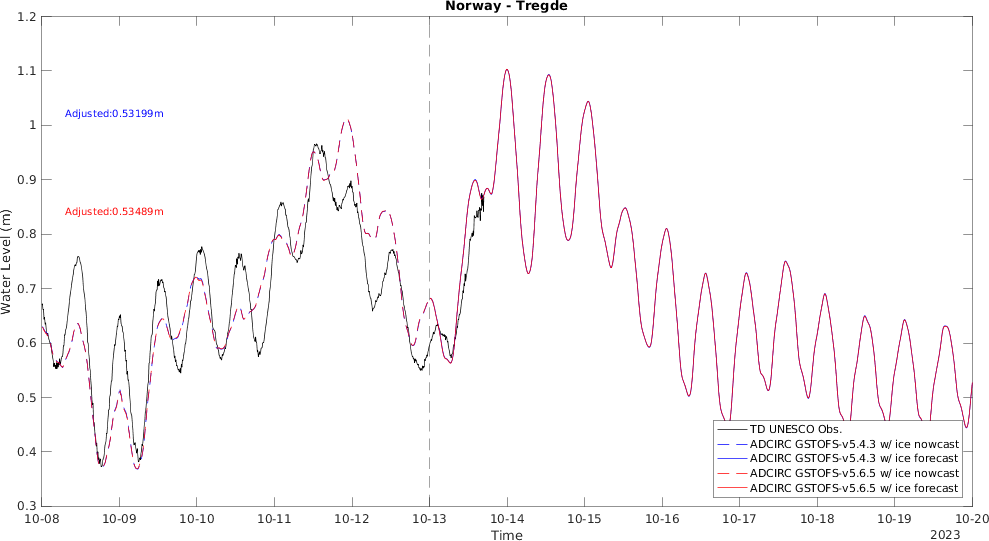 Norway - Tregde
1.2
1.1
1
0.9
0.8
0.7
0.6
0.5
0.4
0.3
Water Level (m)
Adjusted:0.53199m
Adjusted:0.53489m
TD UNESCO Obs.
ADCIRC GSTOFS-v5.4.3 w/ ice nowcast
ADCIRC GSTOFS-v5.4.3 w/ ice forecast
ADCIRC GSTOFS-v5.6.5 w/ ice nowcast
ADCIRC GSTOFS-v5.6.5 w/ ice forecast
10-08 10-09 10-10 10-11 10-12 10-13 10-14 10-15 10-16 10-17 10-18 10-19 10-20
Time
2023